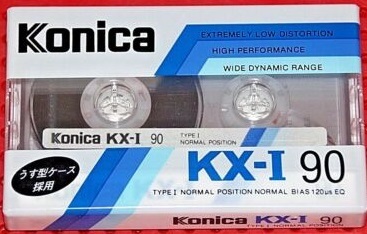 Konica
EXTREMELY LOW DISTORTION
HIGH PERFORMANCE
WIDE DYNAMIC RANGE
Konica KX-I 90
TYPE I
NORMAL POSITION
うす型ケース
採用
KX-I 90
TYPE I NORMAL POSITION NORMAL BIAS 120μs EQ
Konica KX-I 90